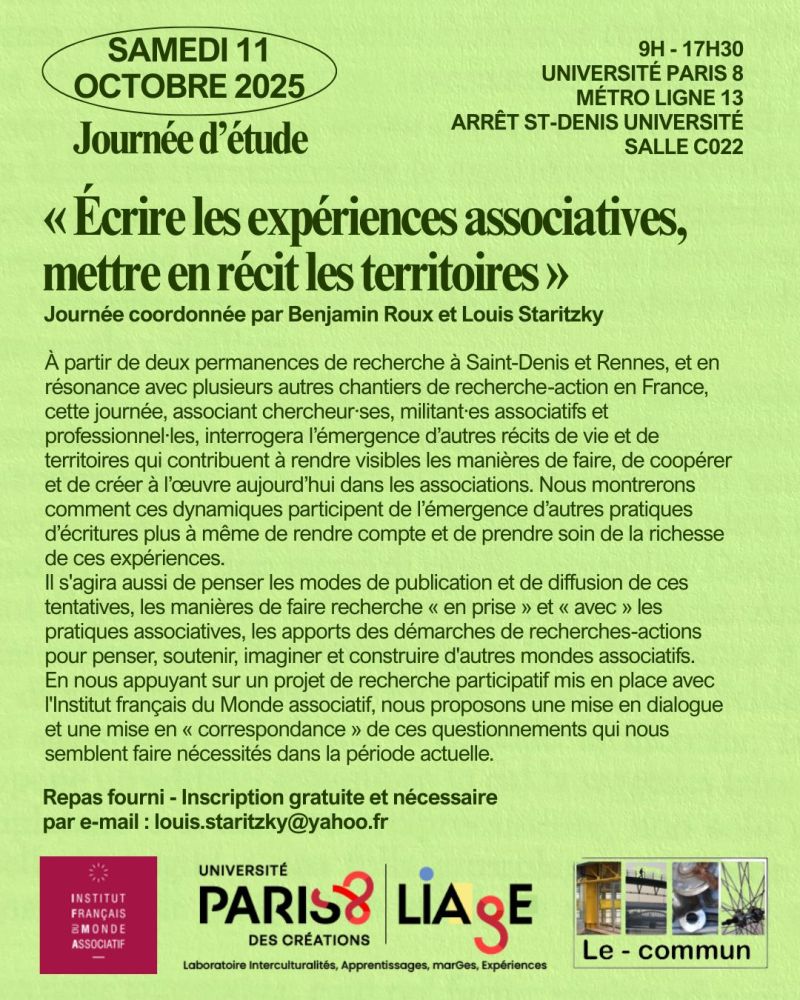 SAMEDI 11
OCTOBRE 2025
Journée d'étude
9H - 17H30
UNIVERSITÉ PARIS 8
MÉTRO LIGNE 13
ARRÊT ST-DENIS UNIVERSITÉ
SALLE C022
« Écrire les expériences associatives,
mettre en récit les territoires »
Journée coordonnée par Benjamin Roux et Louis Staritzky
À partir de deux permanences de recherche à Saint-Denis et Rennes, et en
résonance avec plusieurs autres chantiers de recherche-action en France,
cette journée, associant chercheur·ses, militant·es associatifs et
professionnel·les, interrogera l'émergence d'autres récits de vie et de
territoires qui contribuent à rendre visibles les manières de faire, de coopérer
et de créer à l'œuvre aujourd'hui dans les associations. Nous montrerons
comment ces dynamiques participent de l'émergence d'autres pratiques
d'écritures plus à même de rendre compte et de prendre soin de la richesse
de ces expériences.
Il s'agira aussi de penser les modes de publication et de diffusion de ces
tentatives, les manières de faire recherche « en prise » et « avec » les
pratiques associatives, les apports des démarches de recherches-actions
pour penser, soutenir, imaginer et construire d'autres mondes associatifs.
En nous appuyant sur un projet de recherche participatif mis en place avec
l'Institut français du Monde associatif, nous proposons une mise en dialogue
et une mise en « correspondance » de ces questionnements qui nous
semblent faire nécessités dans la période actuelle.
Repas fourni - Inscription gratuite et nécessaire
par e-mail : louis.staritzky@yahoo.fr
INSTITUT
FRANÇAIS
DU MONDE
ASSOCIATIF
UNIVERSITÉ
PARIS8
DES CRÉATIONS
LIAgE
Laboratoire Interculturalités, Apprentissages, marGes, Expériences
Le - commun